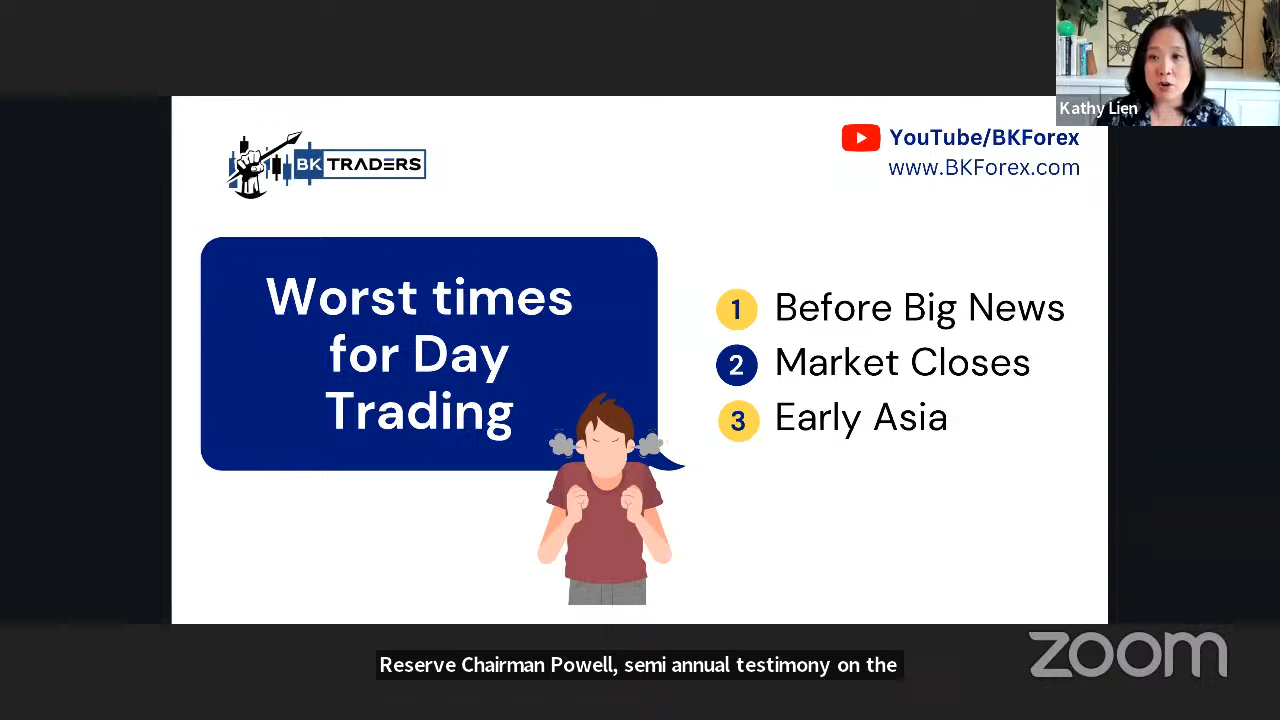 Kathy Lien
BK TRADERS
YouTube/BKForex
www.BKForex.com
Worst times
for Day
Trading
1 Before Big News
2 Market Closes
3 Early Asia
Reserve Chairman Powell, semi annual testimony on the
zoom